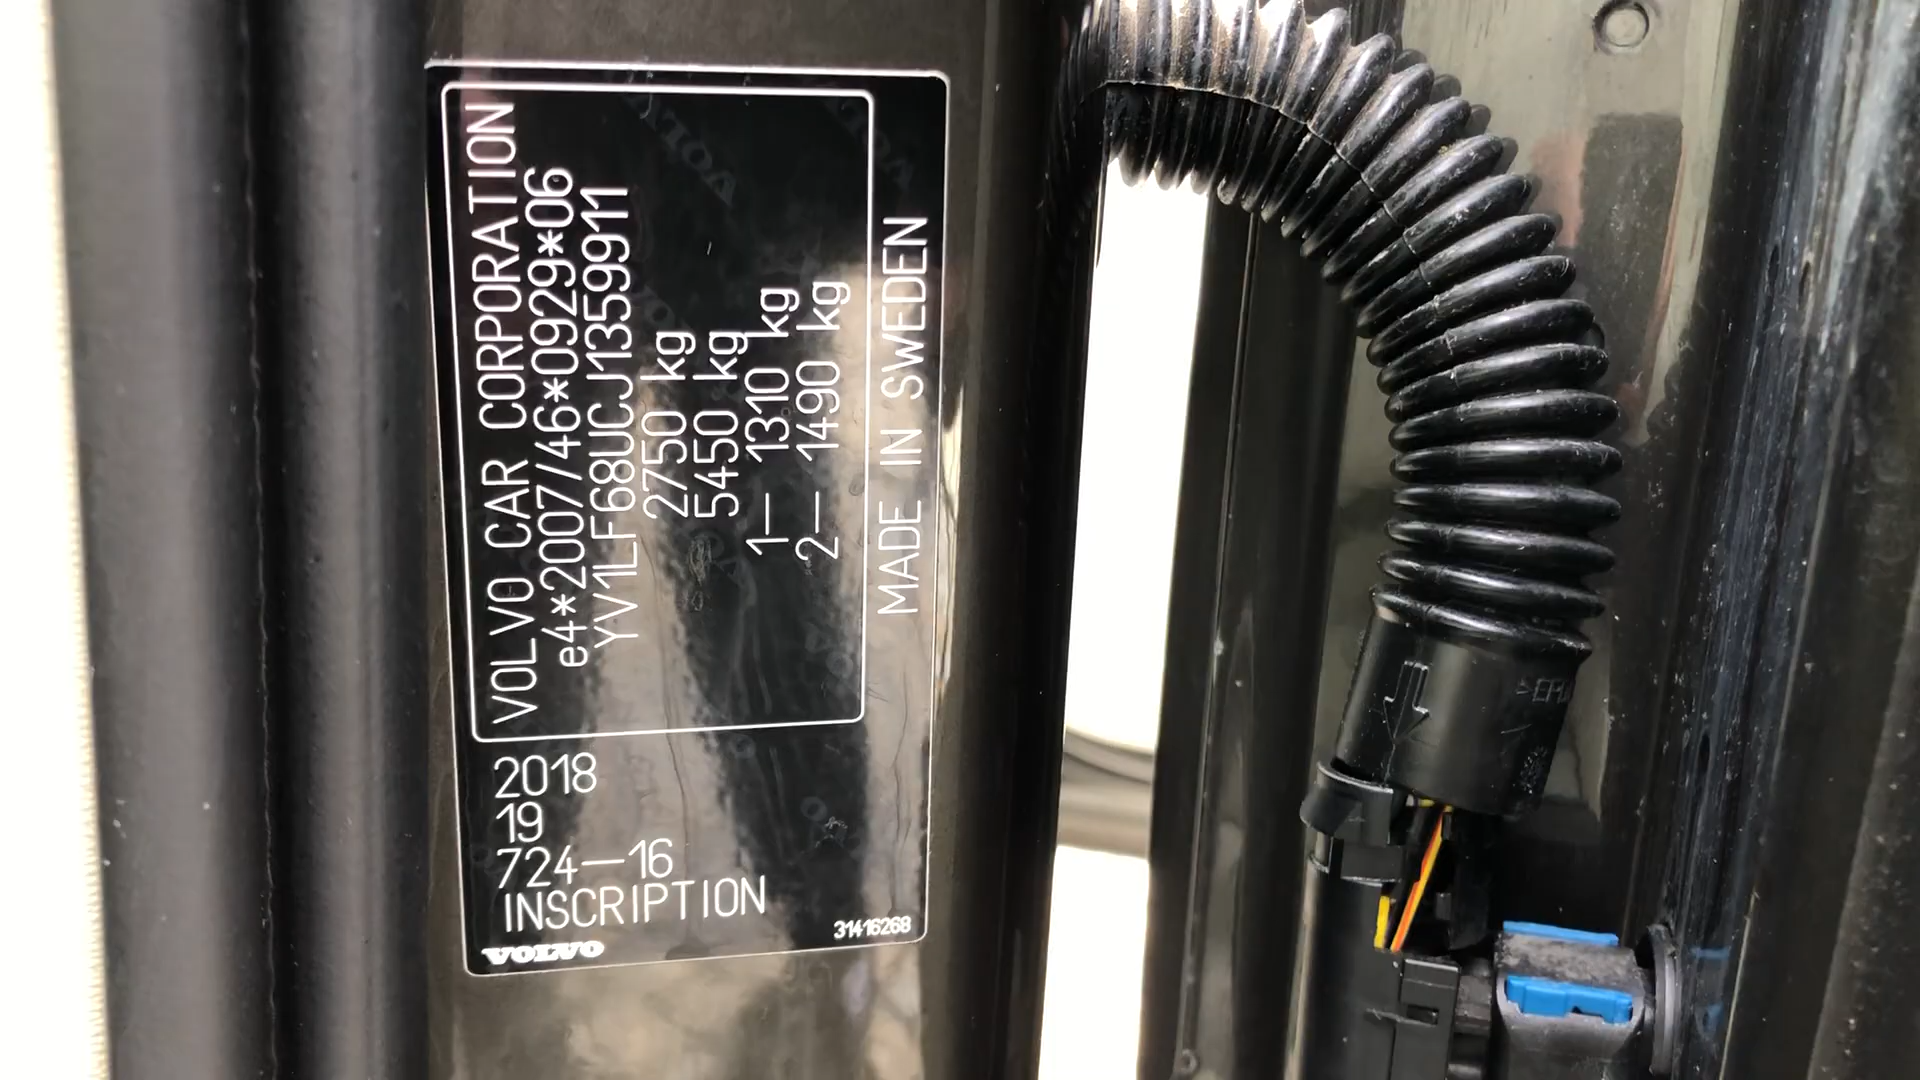 VOLVO CAR CORPORATION
e4*2007/46*0929*06
YV1LF68UCJ1359911
2750 kg
5450 kg
1— 1310 kg
2— 1490 kg
MADE IN SWEDEN
2018
19
724—16
INSCRIPTION
VOLVO
31416268